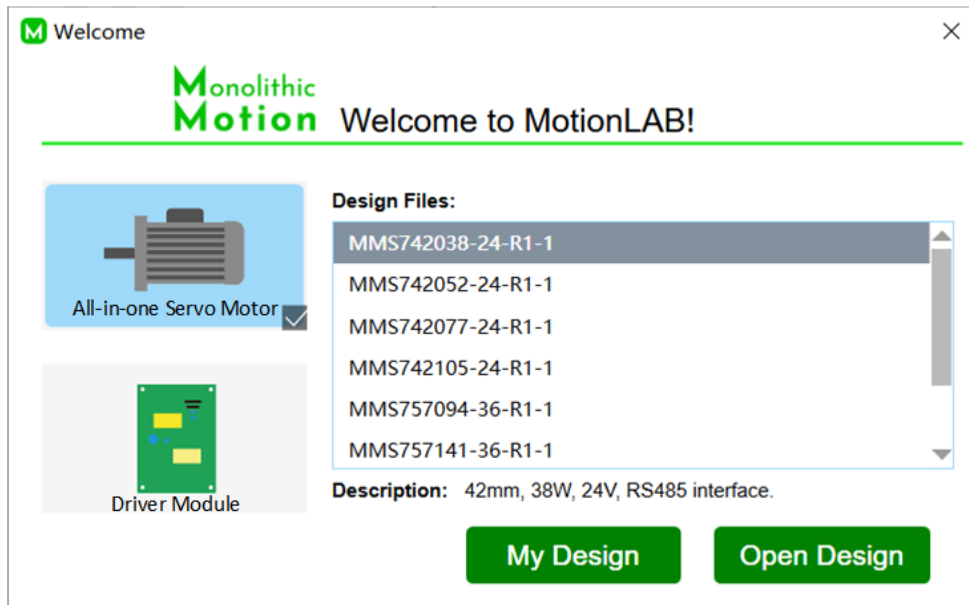 M Welcome
Monolithic
Motion Welcome to MotionLAB!
All-in-one Servo Motor
Driver Module
Design Files:
MMS742038-24-R1-1
MMS742052-24-R1-1
MMS742077-24-R1-1
MMS742105-24-R1-1
MMS757094-36-R1-1
MMS757141-36-R1-1
Description: 42mm, 38W, 24V, RS485 interface.
My Design
Open Design